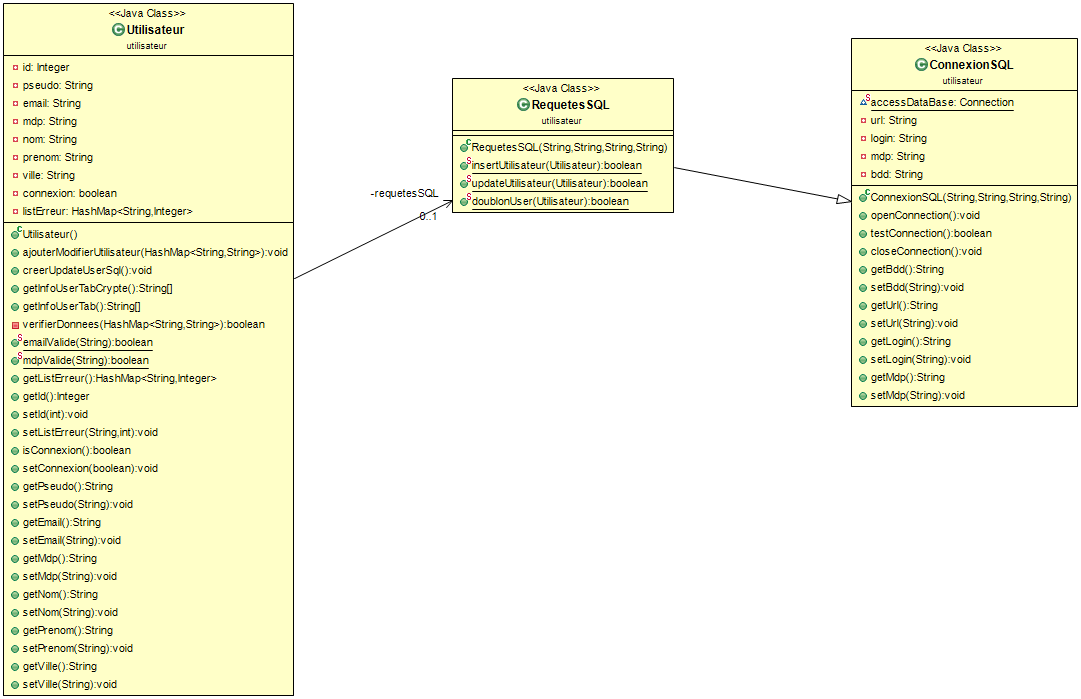 <<Java Class>>
Utilisateur
utilisateur
id: Integer
pseudo: String
email: String
mdp: String
nom: String
prenom: String
ville: String
connexion: boolean
listErreur: HashMap<String,Integer>
Utilisateur()
ajouterModifierUtilisateur(HashMap<String,String>):void
creerUpdateUserSql():void
getInfoUserTabCrypte():String[]
getInfoUserTab():String[]
verifierDonnees(HashMap<String,String>):boolean
emailValide(String):boolean
mdpValide(String):boolean
getListErreur():HashMap<String,Integer>
getId():Integer
setId(int):void
setListErreur(String,int):void
isConnexion():boolean
setConnexion(boolean):void
getPseudo():String
setPseudo(String):void
getEmail():String
setEmail(String):void
getMdp():String
setMdp(String):void
getNom():String
setNom(String):void
getPrenom():String
setPrenom(String):void
getVille():String
setVille(String):void
-requetesSQL
0..1
<<Java Class>>
RequetesSQL
utilisateur
RequetesSQL(String,String,String,String)
insertUtilisateur(Utilisateur):boolean
updateUtilisateur(Utilisateur):boolean
doublonUser(Utilisateur):boolean
<<Java Class>>
ConnexionSQL
utilisateur
accessDataBase: Connection
url: String
login: String
mdp: String
bdd: String
ConnexionSQL(String,String,String,String)
openConnection():void
testConnection():boolean
closeConnection():void
getBdd():String
setBdd(String):void
getUrl():String
setUrl(String):void
getLogin():String
setLogin(String):void
getMdp():String
setMdp(String):void